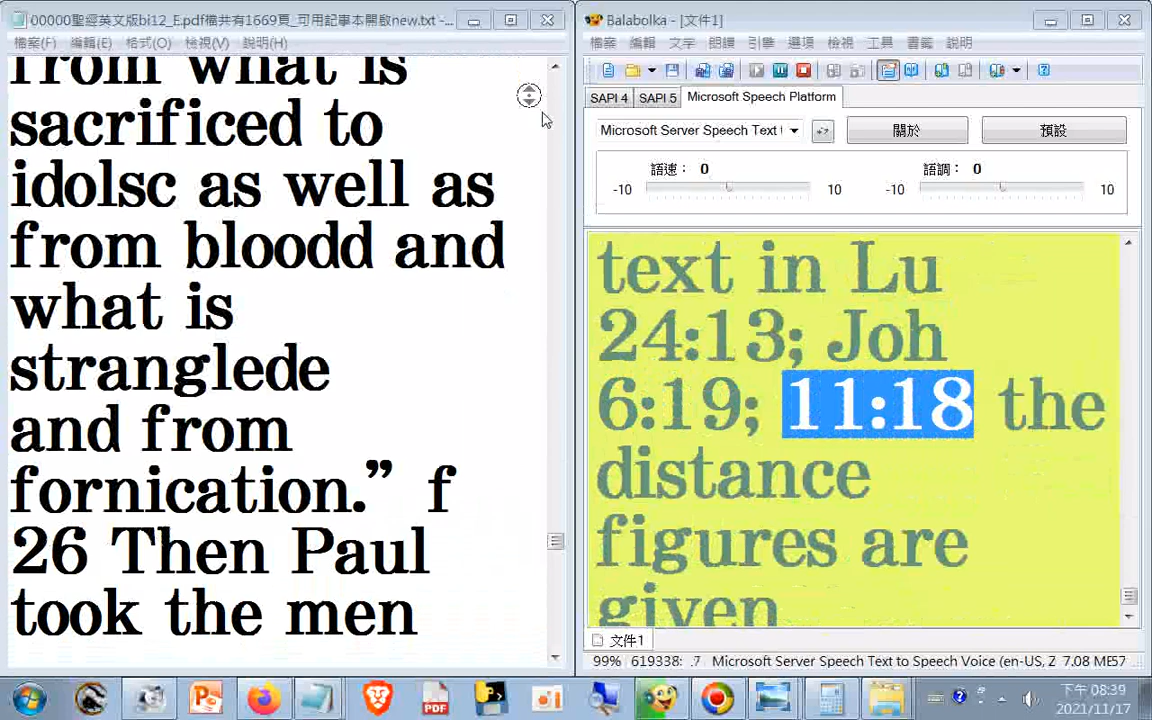 00000聖經英文版bi12_E.pdf檔共有1669頁_可用記事本開啟new.txt -...
檔案(F) 編輯(E) 格式(O) 檢視(V) 說明(H)
from what is
sacrificed to
idolsc as well as
from bloodd and
what is
stranglede
and from
fornication.” f
26 Then Paul
took the men
Balabolka - [文件1]
檔案 編輯 文字 朗讀 引擎 選項 檢視 工具 書籤 說明
SAPI 4 SAPI 5 Microsoft Speech Platform
Microsoft Server Speech Text t 關於 預設
語速： 0 語調： 0
-10 10 -10 10
text in Lu
24:13; Joh
6:19; 11:18 the
distance
figures are
given
文件1
99% 619338: .7 Microsoft Server Speech Text to Speech Voice (en-US, Z 7.08 ME57
PDF
下午 08:39
2021/11/17